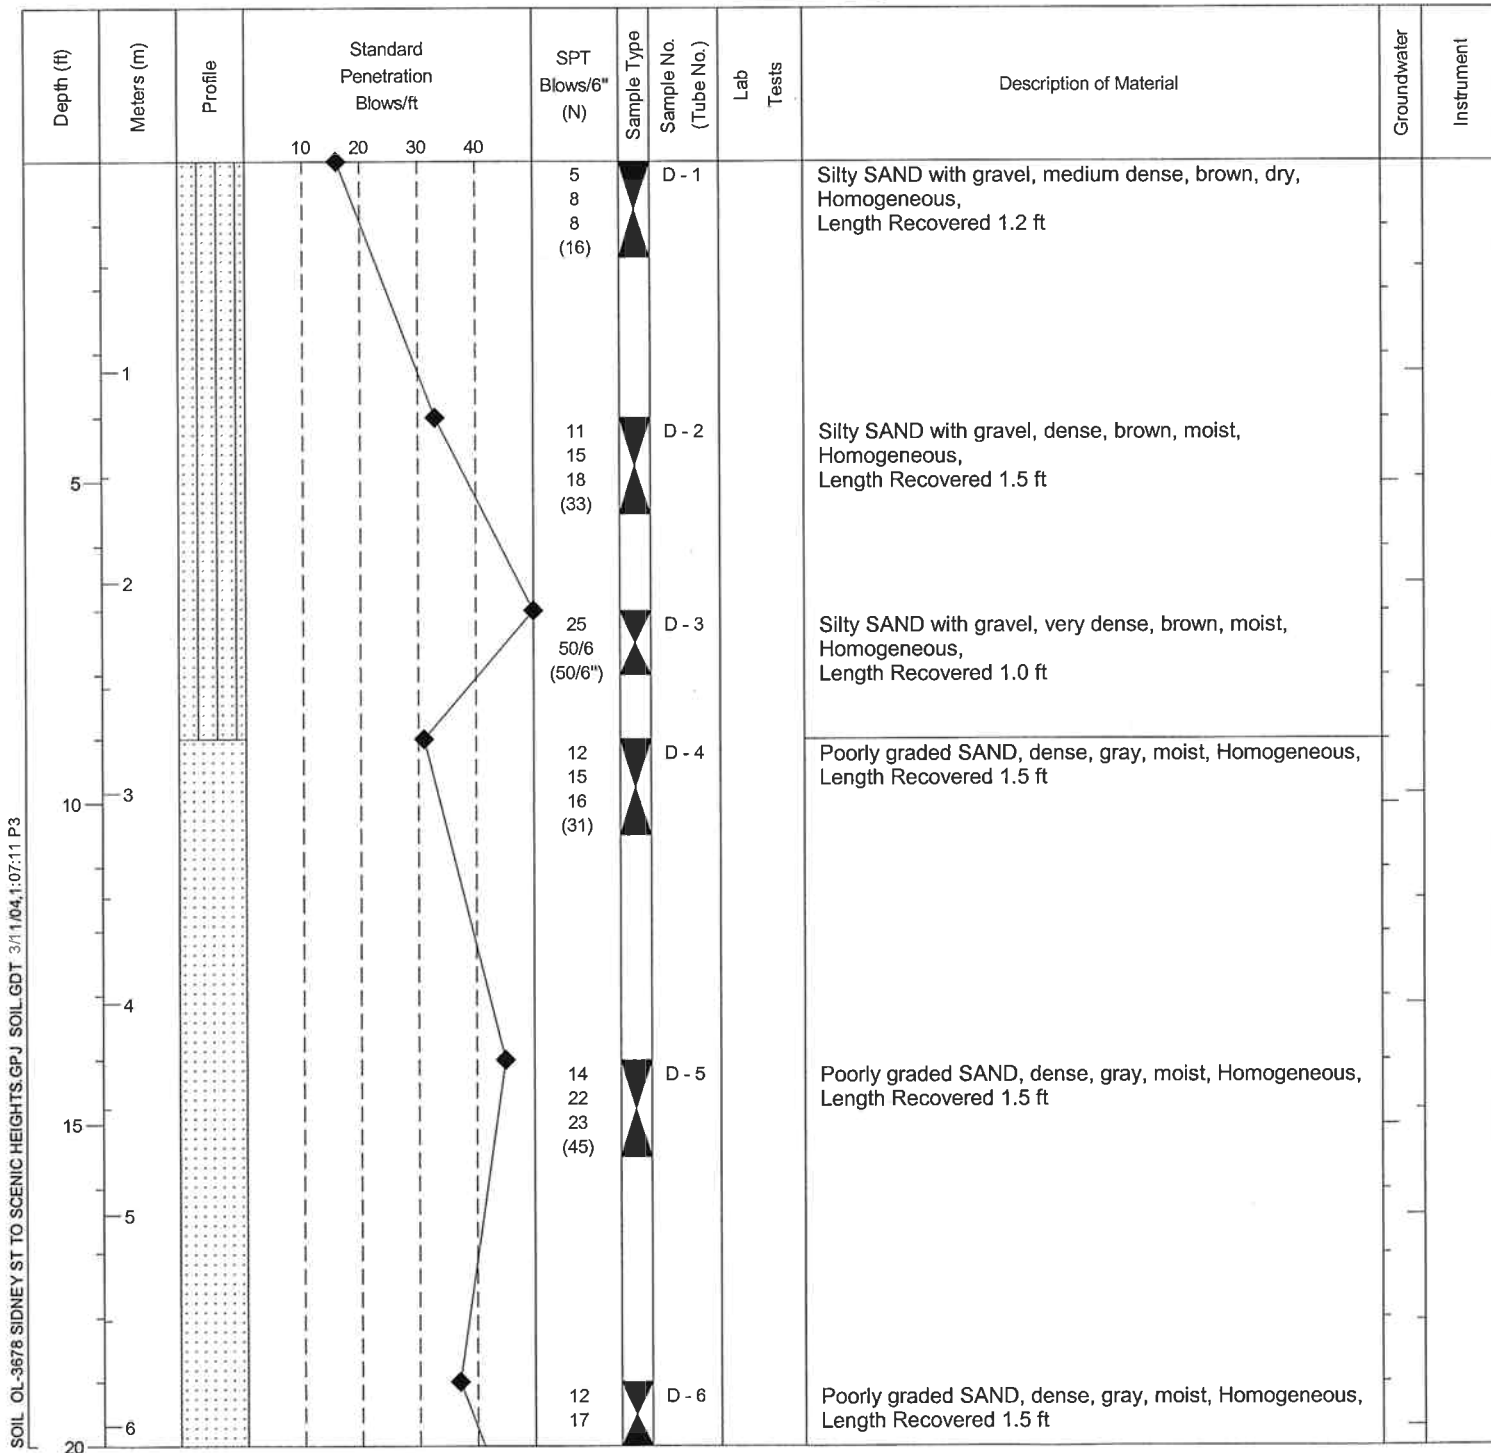 Depth (ft)
Meters (m)
Profile
Standard
Penetration
Blows/ft
10 20 30 40
SPT
Blows/6"
(N)
Sample Type
Sample No.
(Tube No.)
Lab
Tests
Description of Material
Groundwater
Instrument
5
8
8
(16)
D - 1
Silty SAND with gravel, medium dense, brown, dry,
Homogeneous,
Length Recovered 1.2 ft
1
11
15
18
(33)
D - 2
Silty SAND with gravel, dense, brown, moist,
Homogeneous,
Length Recovered 1.5 ft
5
2
25
50/6
(50/6")
D - 3
Silty SAND with gravel, very dense, brown, moist,
Homogeneous,
Length Recovered 1.0 ft
12
15
16
(31)
D - 4
Poorly graded SAND, dense, gray, moist, Homogeneous,
Length Recovered 1.5 ft
10
3
4
14
22
23
(45)
D - 5
Poorly graded SAND, dense, gray, moist, Homogeneous,
Length Recovered 1.5 ft
15
5
12
17
D - 6
Poorly graded SAND, dense, gray, moist, Homogeneous,
Length Recovered 1.5 ft
6
20
SOIL OL-3678 SIDNEY ST TO SCENIC HEIGHTS.GPJ SOIL.GDT 3/11/04,1:07:11 P3